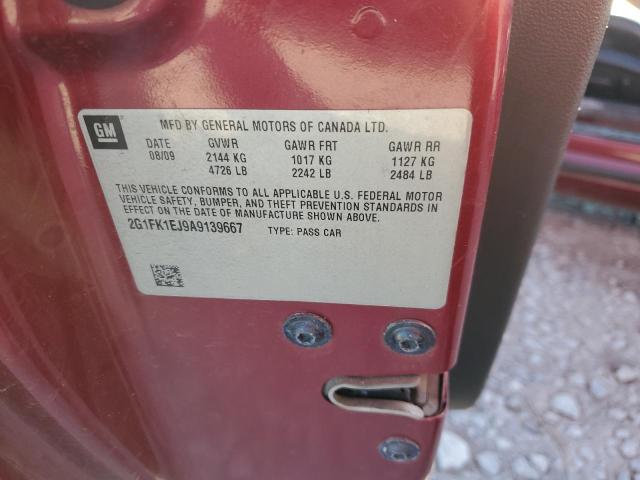 GM
MFD BY GENERAL MOTORS OF CANADA LTD.
DATE GVWR GAWR FRT GAWR RR
08/09 2144 KG 1017 KG 1127 KG
4726 LB 2242 LB 2484 LB
THIS VEHICLE CONFORMS TO ALL APPLICABLE U.S. FEDERAL MOTOR
VEHICLE SAFETY, BUMPER, AND THEFT PREVENTION STANDARDS IN
EFFECT ON THE DATE OF MANUFACTURE SHOWN ABOVE.
2G1FK1EJ9A9139667 TYPE: PASS CAR